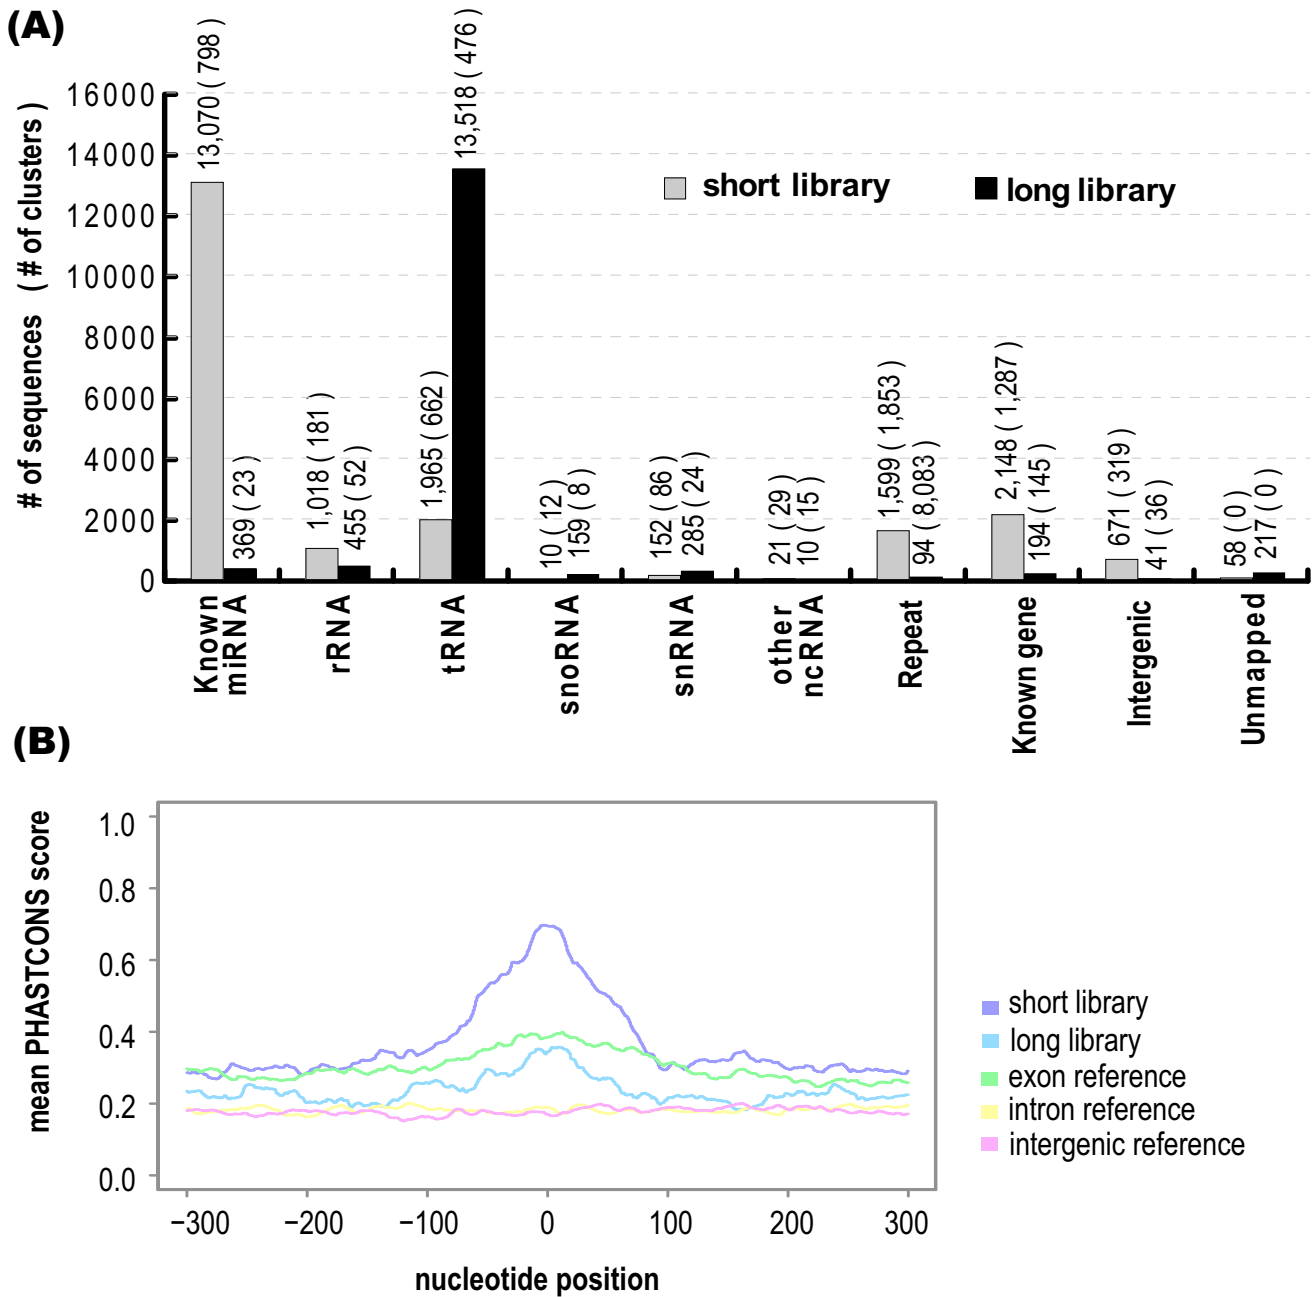 (A)
# of sequences ( # of clusters )
16000
14000
12000
10000
8000
6000
4000
2000
0
short library
long library
13,070 ( 798 )
369 ( 23 )
1,018 ( 181 )
455 ( 52 )
1,965 ( 662 )
13,518 ( 476 )
10 ( 12 )
159 ( 8 )
152 ( 86 )
285 ( 24 )
21 ( 29 )
10 ( 15 )
1,599 ( 1,853 )
94 ( 8,083 )
2,148 ( 1,287 )
194 ( 145 )
671 ( 319 )
41 ( 36 )
58 ( 0 )
217 ( 0 )
Known
miRNA
rRNA
tRNA
snoRNA
snRNA
other
ncRNA
Repeat
Known gene
Intergenic
Unmapped
(B)
mean PHASTCONS score
1.0
0.8
0.6
0.4
0.2
0.0
−300
−200
−100
0
100
200
300
nucleotide position
short library
long library
exon reference
intron reference
intergenic reference